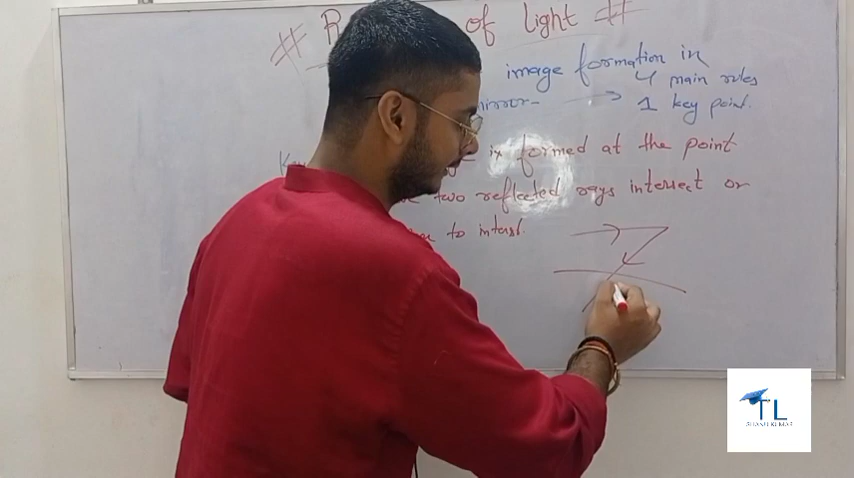 # R of light #
image formation in
4 main rules
mirror- → 1 key point.
is formed at the point
two reflected rays intersect or
to
TL